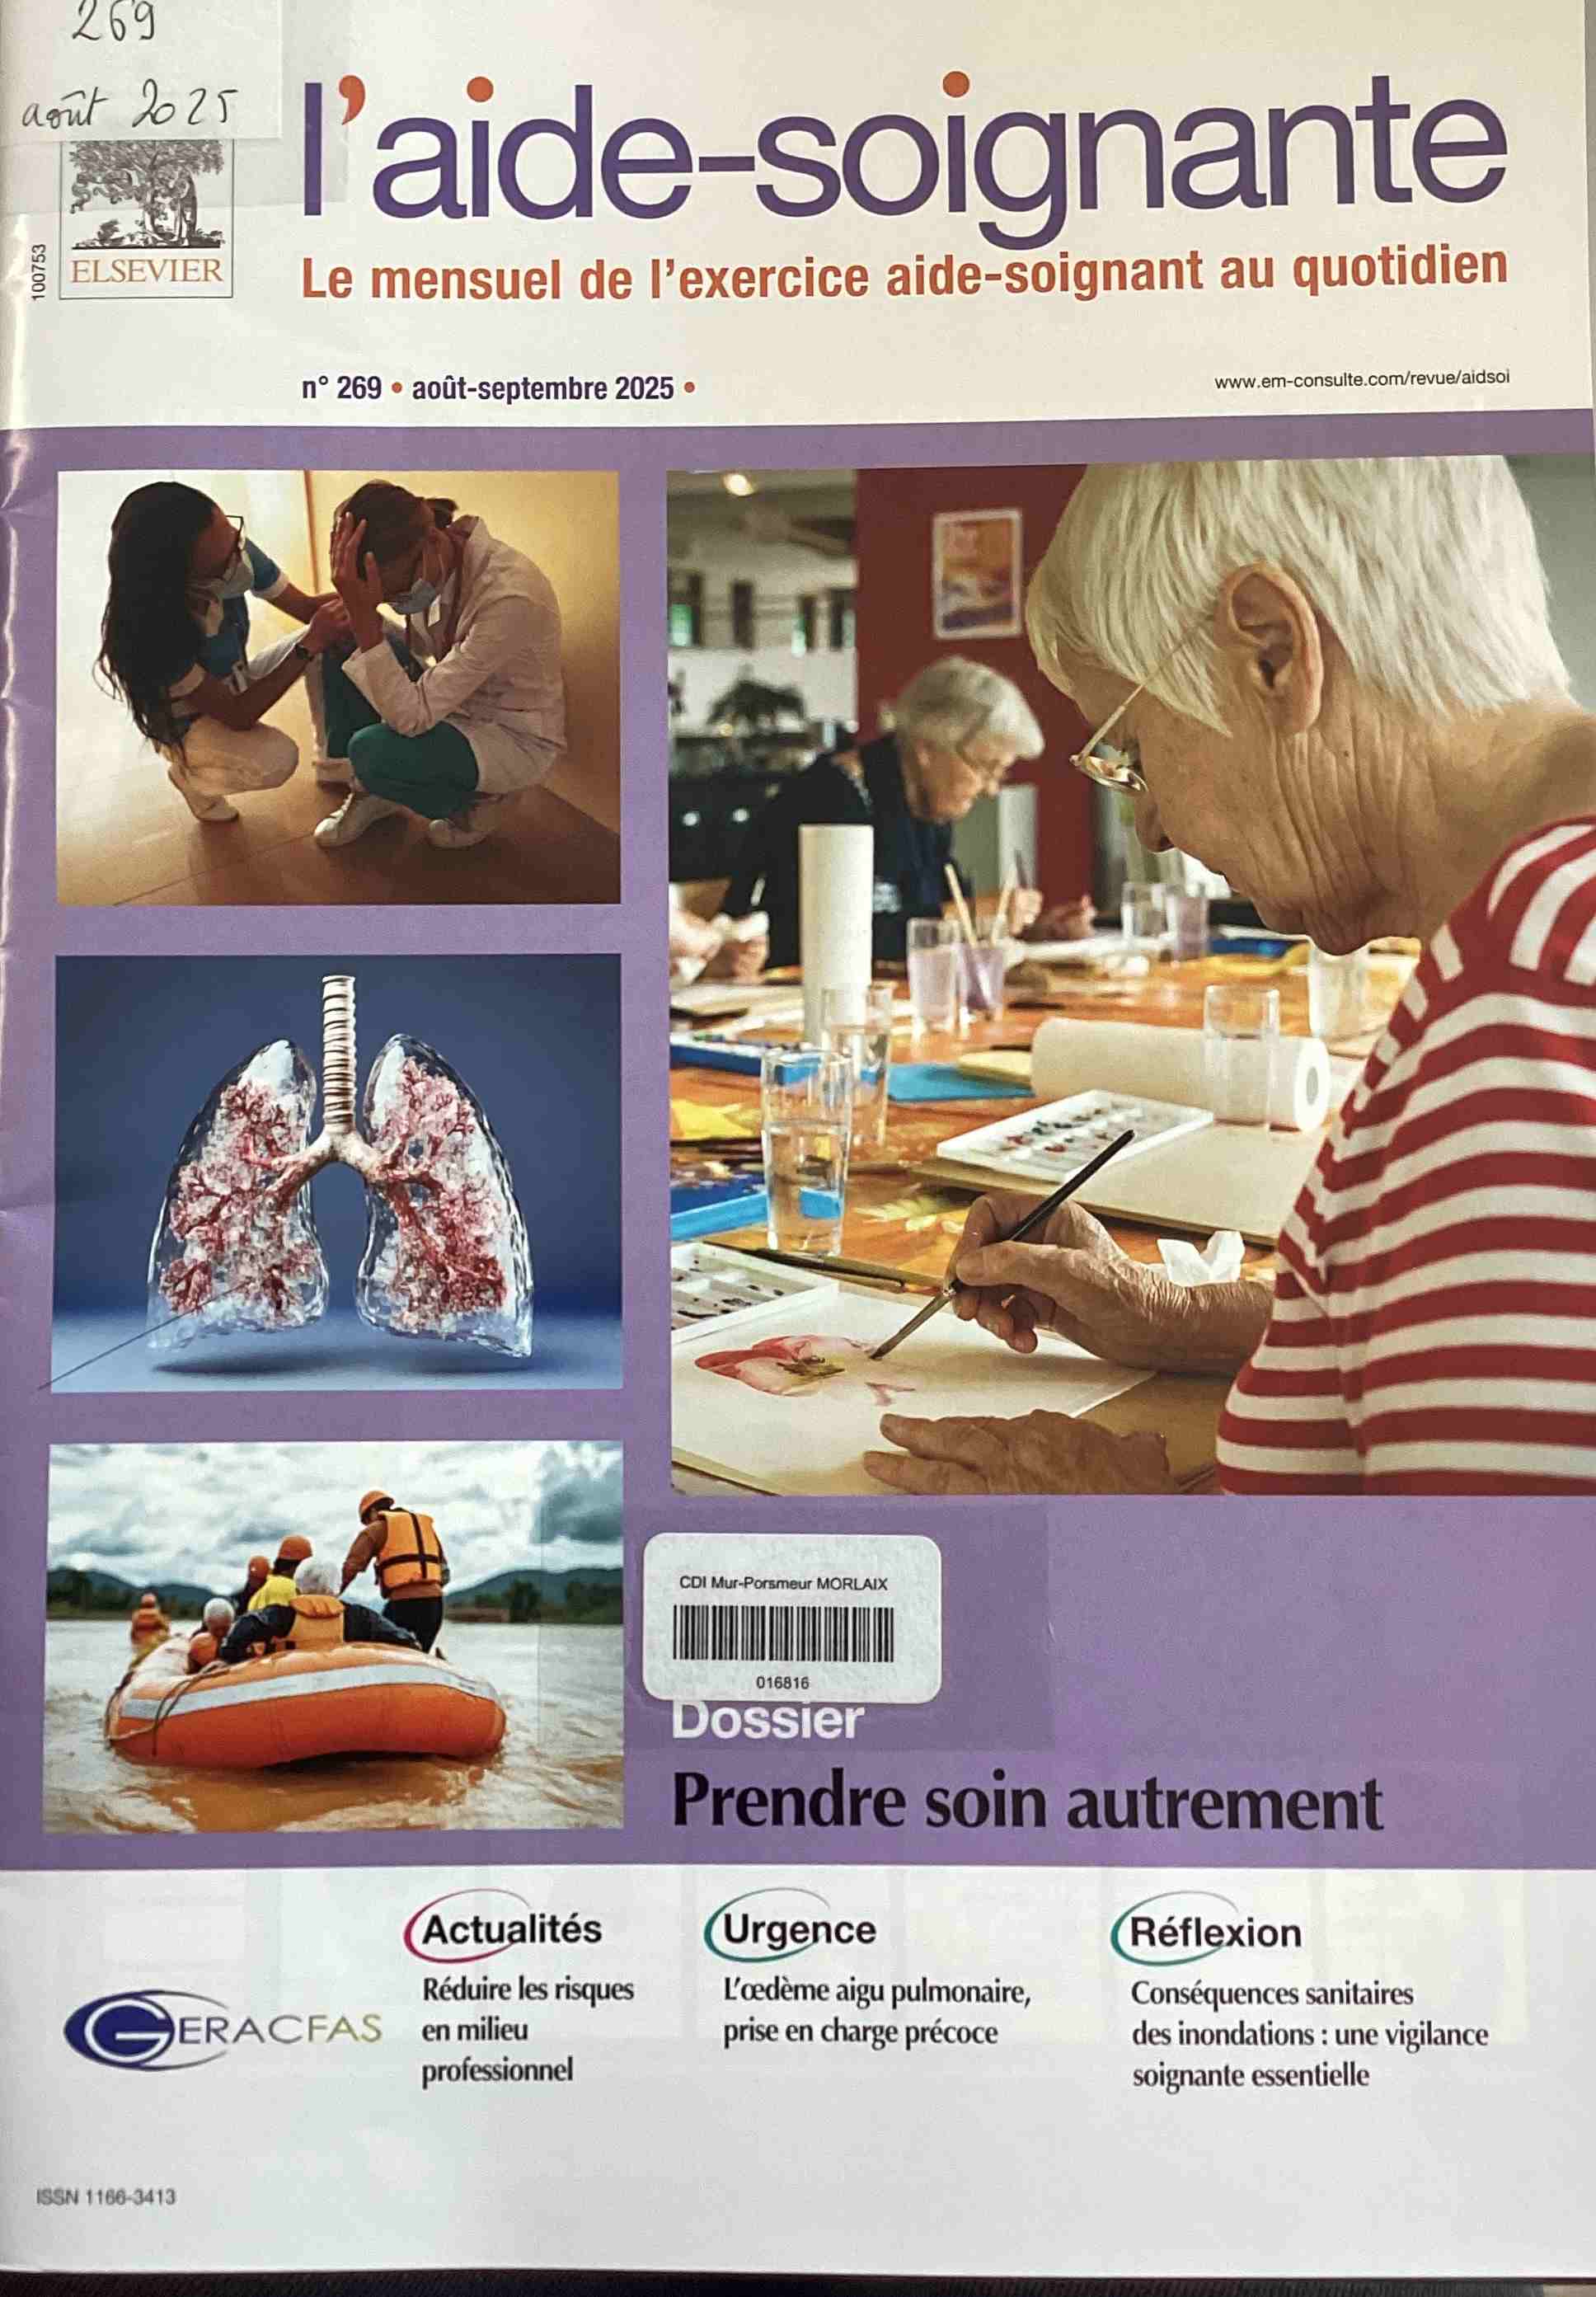 269
août 2025
l'aide-soignante
ELSEVIER
100753
Le mensuel de l'exercice aide-soignant au quotidien
n° 269 • août-septembre 2025 •
www.em-consulte.com/revue/aidsoi
CDI Mur-Porsmeur MORLAIX
016816
Dossier
Prendre soin autrement
GERACFAS
Actualités
Réduire les risques
en milieu
professionnel
Urgence
L'œdème aigu pulmonaire,
prise en charge précoce
Réflexion
Conséquences sanitaires
des inondations : une vigilance
soignante essentielle
ISSN 1166-3413